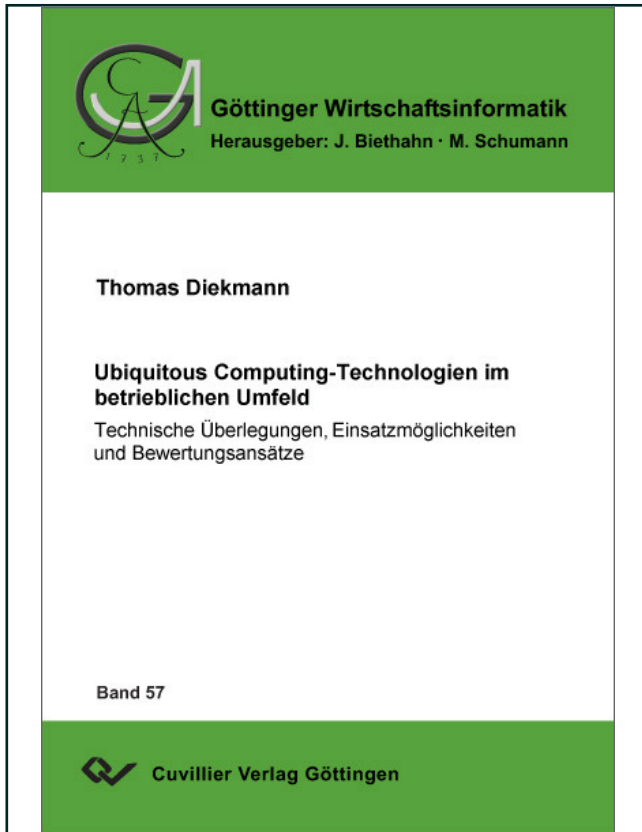 Göttinger Wirtschaftsinformatik
Herausgeber: J. Biethahn · M. Schumann
1737
Thomas Diekmann
Ubiquitous Computing-Technologien im
betrieblichen Umfeld
Technische Überlegungen, Einsatzmöglichkeiten
und Bewertungsansätze
Band 57
Cuvillier Verlag Göttingen